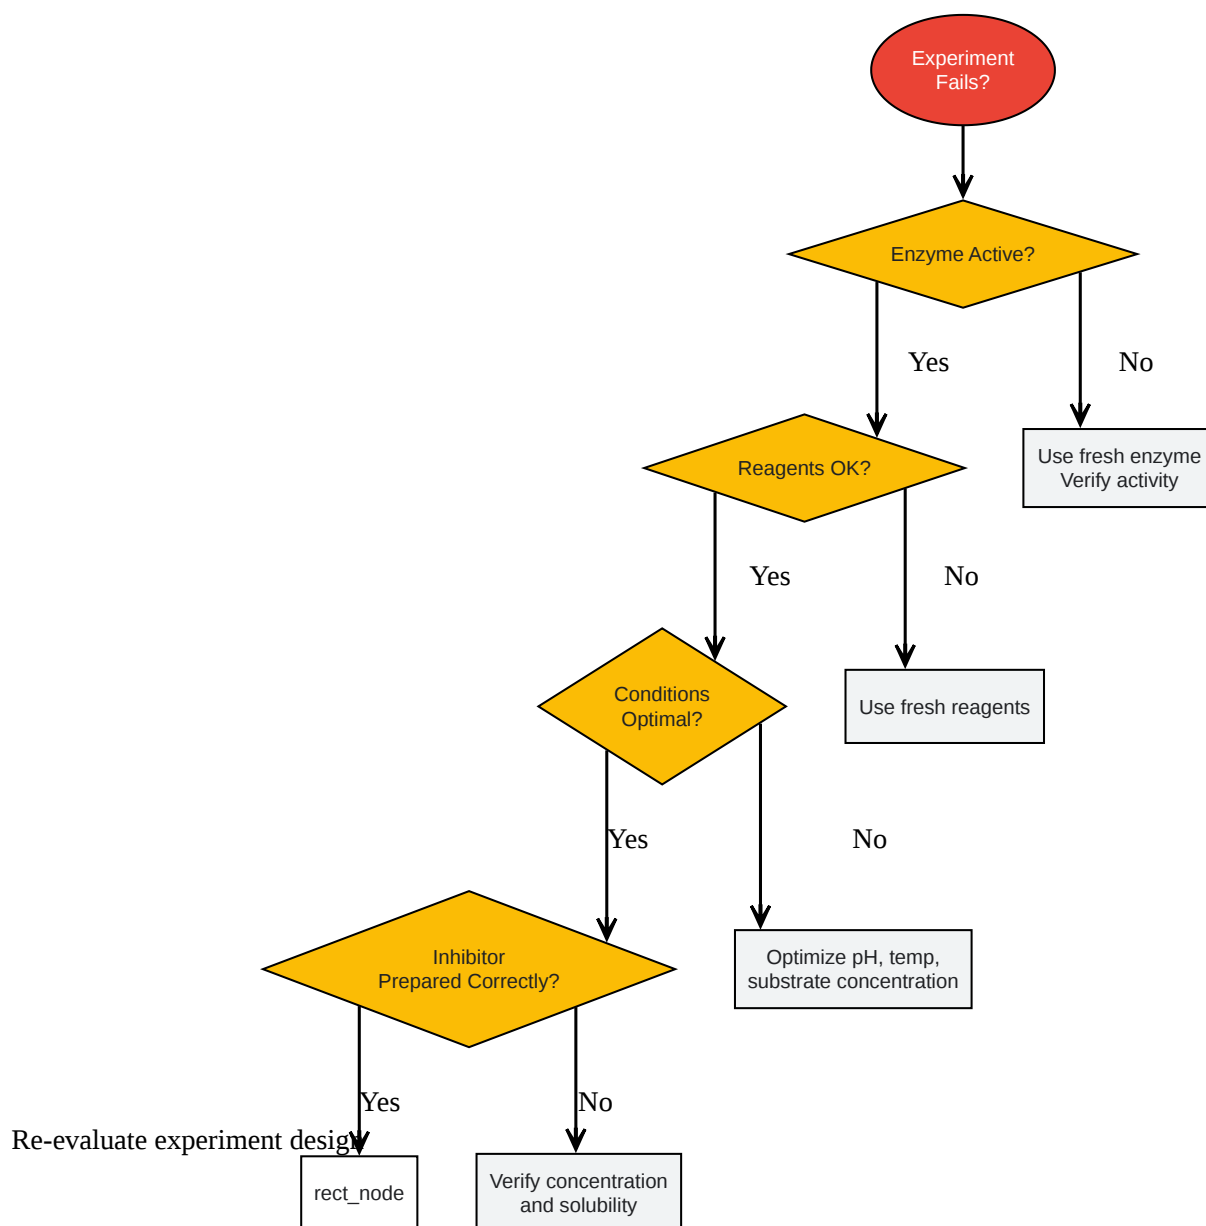 Experiment
Fails?
Enzyme Active?
Yes
No
Reagents OK?
Use fresh enzyme
Verify activity
Yes
No
Conditions
Optimal?
Use fresh reagents
Yes
No
Inhibitor
Prepared Correctly?
Optimize pH, temp,
substrate concentration
Yes
No
Re-evaluate experiment design
rect_node
Verify concentration
and solubility